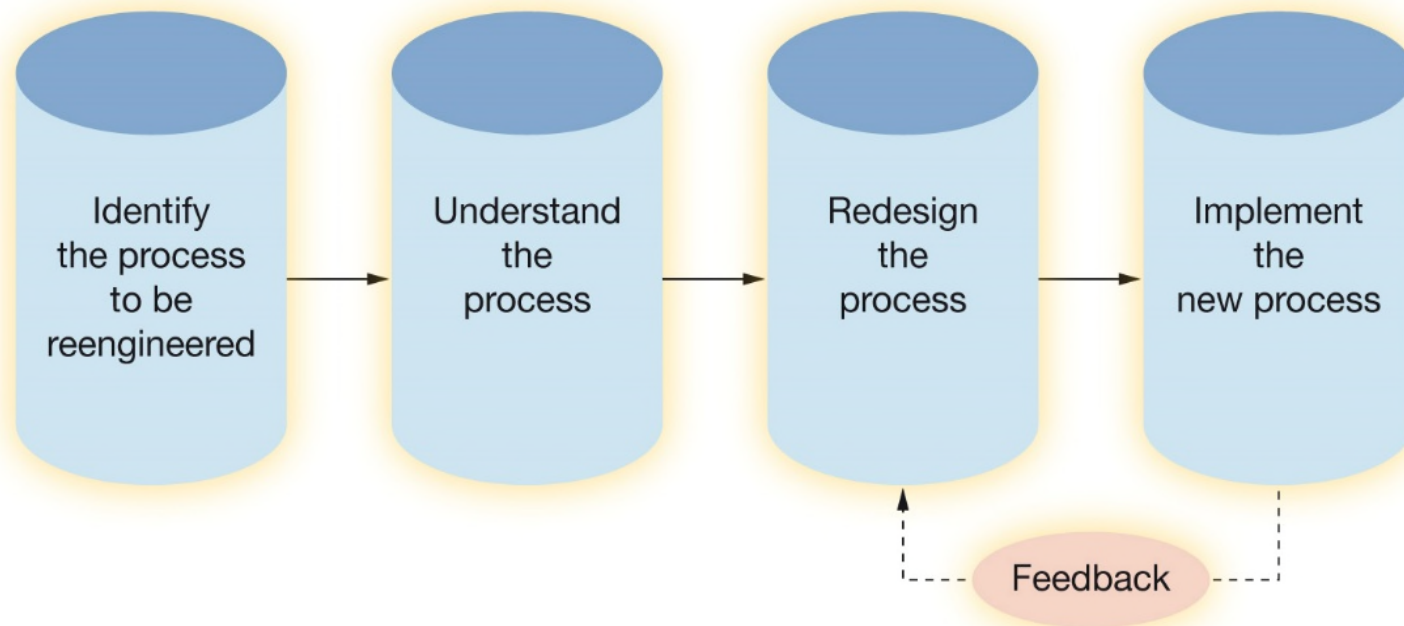 Identify
the process
to be
reengineered
Understand
the
process
Redesign
the
process
Implement
the
new process
Feedback